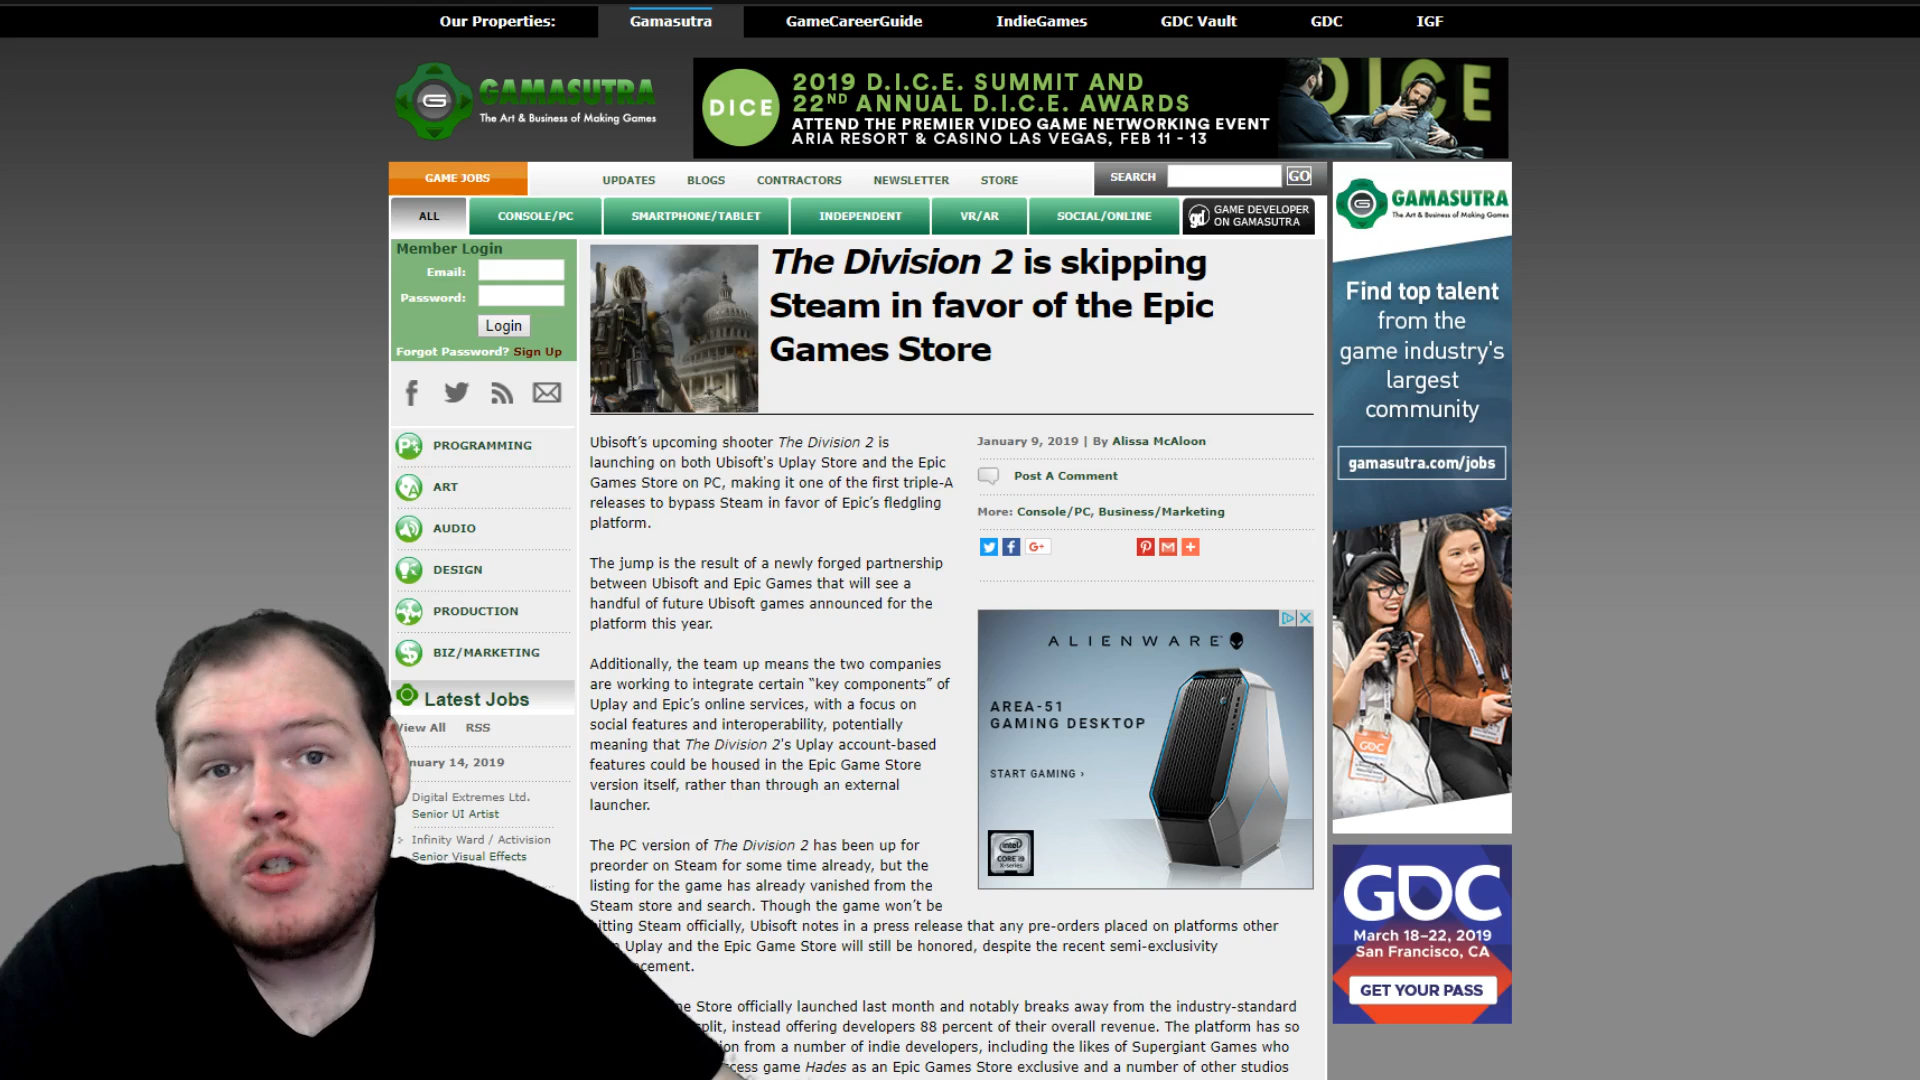 Our Properties: Gamasutra GameCareerGuide IndieGames GDC Vault GDC IGF
GAMASUTRA
The Art & Business of Making Games
DICE
2019 D.I.C.E. SUMMIT AND
22ND ANNUAL D.I.C.E. AWARDS
ATTEND THE PREMIER VIDEO GAME NETWORKING EVENT
ARIA RESORT & CASINO LAS VEGAS, FEB 11 - 13
DICE
GAME JOBS
UPDATES BLOGS CONTRACTORS NEWSLETTER STORE
SEARCH GO
ALL CONSOLE/PC SMARTPHONE/TABLET INDEPENDENT VR/AR SOCIAL/ONLINE
gd GAME DEVELOPER
ON GAMASUTRA
Member Login
Email:
Password:
Login
Forgot Password? Sign Up
PROGRAMMING
ART
AUDIO
DESIGN
PRODUCTION
BIZ/MARKETING
Latest Jobs
View All RSS
nuary 14, 2019
Digital Extremes Ltd.
Senior UI Artist
Infinity Ward / Activision
Senior Visual Effects
The Division 2 is skipping
Steam in favor of the Epic
Games Store
Ubisoft's upcoming shooter The Division 2 is
launching on both Ubisoft's Uplay Store and the Epic
Games Store on PC, making it one of the first triple-A
releases to bypass Steam in favor of Epic's fledgling
platform.
The jump is the result of a newly forged partnership
between Ubisoft and Epic Games that will see a
handful of future Ubisoft games announced for the
platform this year.
Additionally, the team up means the two companies
are working to integrate certain “key components” of
Uplay and Epic's online services, with a focus on
social features and interoperability, potentially
meaning that The Division 2's Uplay account-based
features could be housed in the Epic Game Store
version itself, rather than through an external
launcher.
The PC version of The Division 2 has been up for
preorder on Steam for some time already, but the
listing for the game has already vanished from the
Steam store and search. Though the game won't be
itting Steam officially, Ubisoft notes in a press release that any pre-orders placed on platforms other
Uplay and the Epic Game Store will still be honored, despite the recent semi-exclusivity
cement.
ne Store officially launched last month and notably breaks away from the industry-standard
split, instead offering developers 88 percent of their overall revenue. The platform has so
ion from a number of indie developers, including the likes of Supergiant Games who
cess game Hades as an Epic Games Store exclusive and a number of other studios
January 9, 2019 | By Alissa McAloon
Post A Comment
More: Console/PC, Business/Marketing
G+
ALIENWARE
AREA-51
GAMING DESKTOP
START GAMING ›
intel
CORE i9
X-series
GAMASUTRA
The Art & Business of Making Games
Find top talent
from the
game industry's
largest
community
gamasutra.com/jobs
GDC
GDC
March 18-22, 2019
San Francisco, CA
GET YOUR PASS